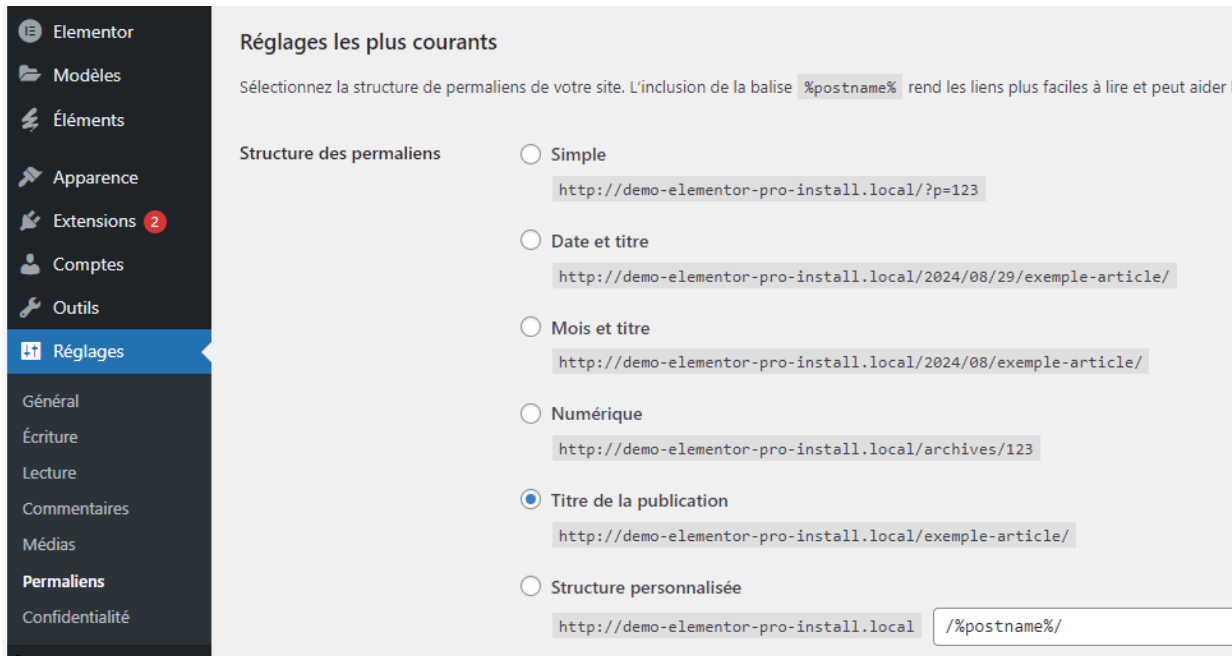 Elementor
Modèles
Éléments
Apparence
Extensions 2
Comptes
Outils
Réglages
Général
Écriture
Lecture
Commentaires
Médias
Permaliens
Confidentialité
Réglages les plus courants
Sélectionnez la structure de permaliens de votre site. L’inclusion de la balise %postname% rend les liens plus faciles à lire et peut aider
Structure des permaliens
Simple
http://demo-elementor-pro-install.local/?p=123
Date et titre
http://demo-elementor-pro-install.local/2024/08/29/exemple-article/
Mois et titre
http://demo-elementor-pro-install.local/2024/08/exemple-article/
Numérique
http://demo-elementor-pro-install.local/archives/123
Titre de la publication
http://demo-elementor-pro-install.local/exemple-article/
Structure personnalisée
http://demo-elementor-pro-install.local /%postname%/